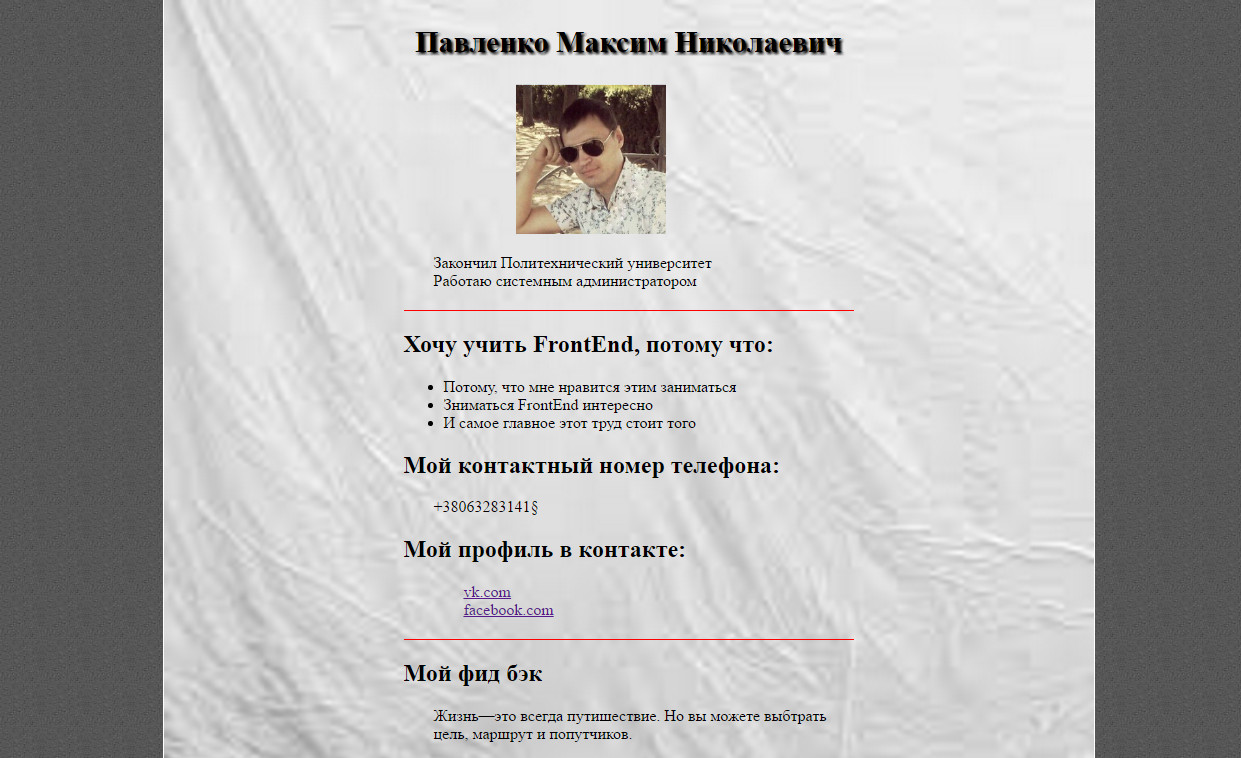 Павленко Максим Николаевич
Закончил Политехнический университет
Работаю системным администратором
Хочу учить FrontEnd, потому что:
Потому, что мне нравится этим заниматься
Зниматься FrontEnd интересно
И самое главное этот труд стоит того
Мой контактный номер телефона:
+38063283141§
Мой профиль в контакте:
vk.com
facebook.com
Мой фид бэк
Жизнь—это всегда путишествие. Но вы можете выбтрать
цель, маршрут и попутчиков.